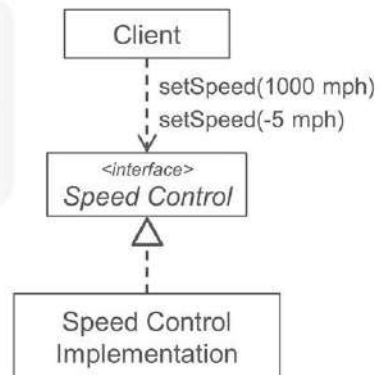 Client
setSpeed(1000 mph)
setSpeed(-5 mph)
<interface>
Speed Control
Speed Control
Implementation